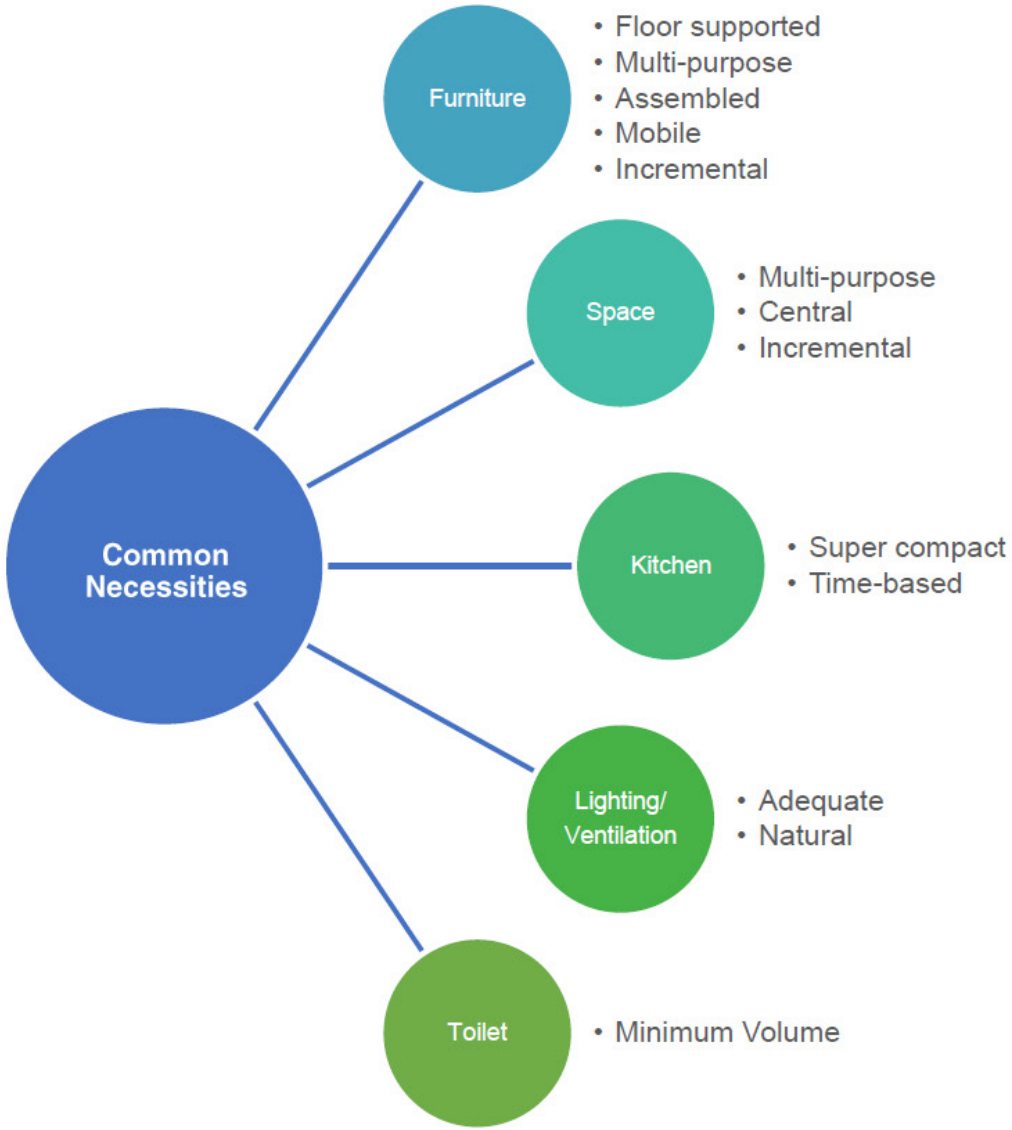 Furniture
• Floor supported
• Multi-purpose
• Assembled
• Mobile
• Incremental
Space
• Multi-purpose
• Central
• Incremental
Common
Necessities
Kitchen
• Super compact
• Time-based
Lighting/
Ventilation
• Adequate
• Natural
Toilet
• Minimum Volume